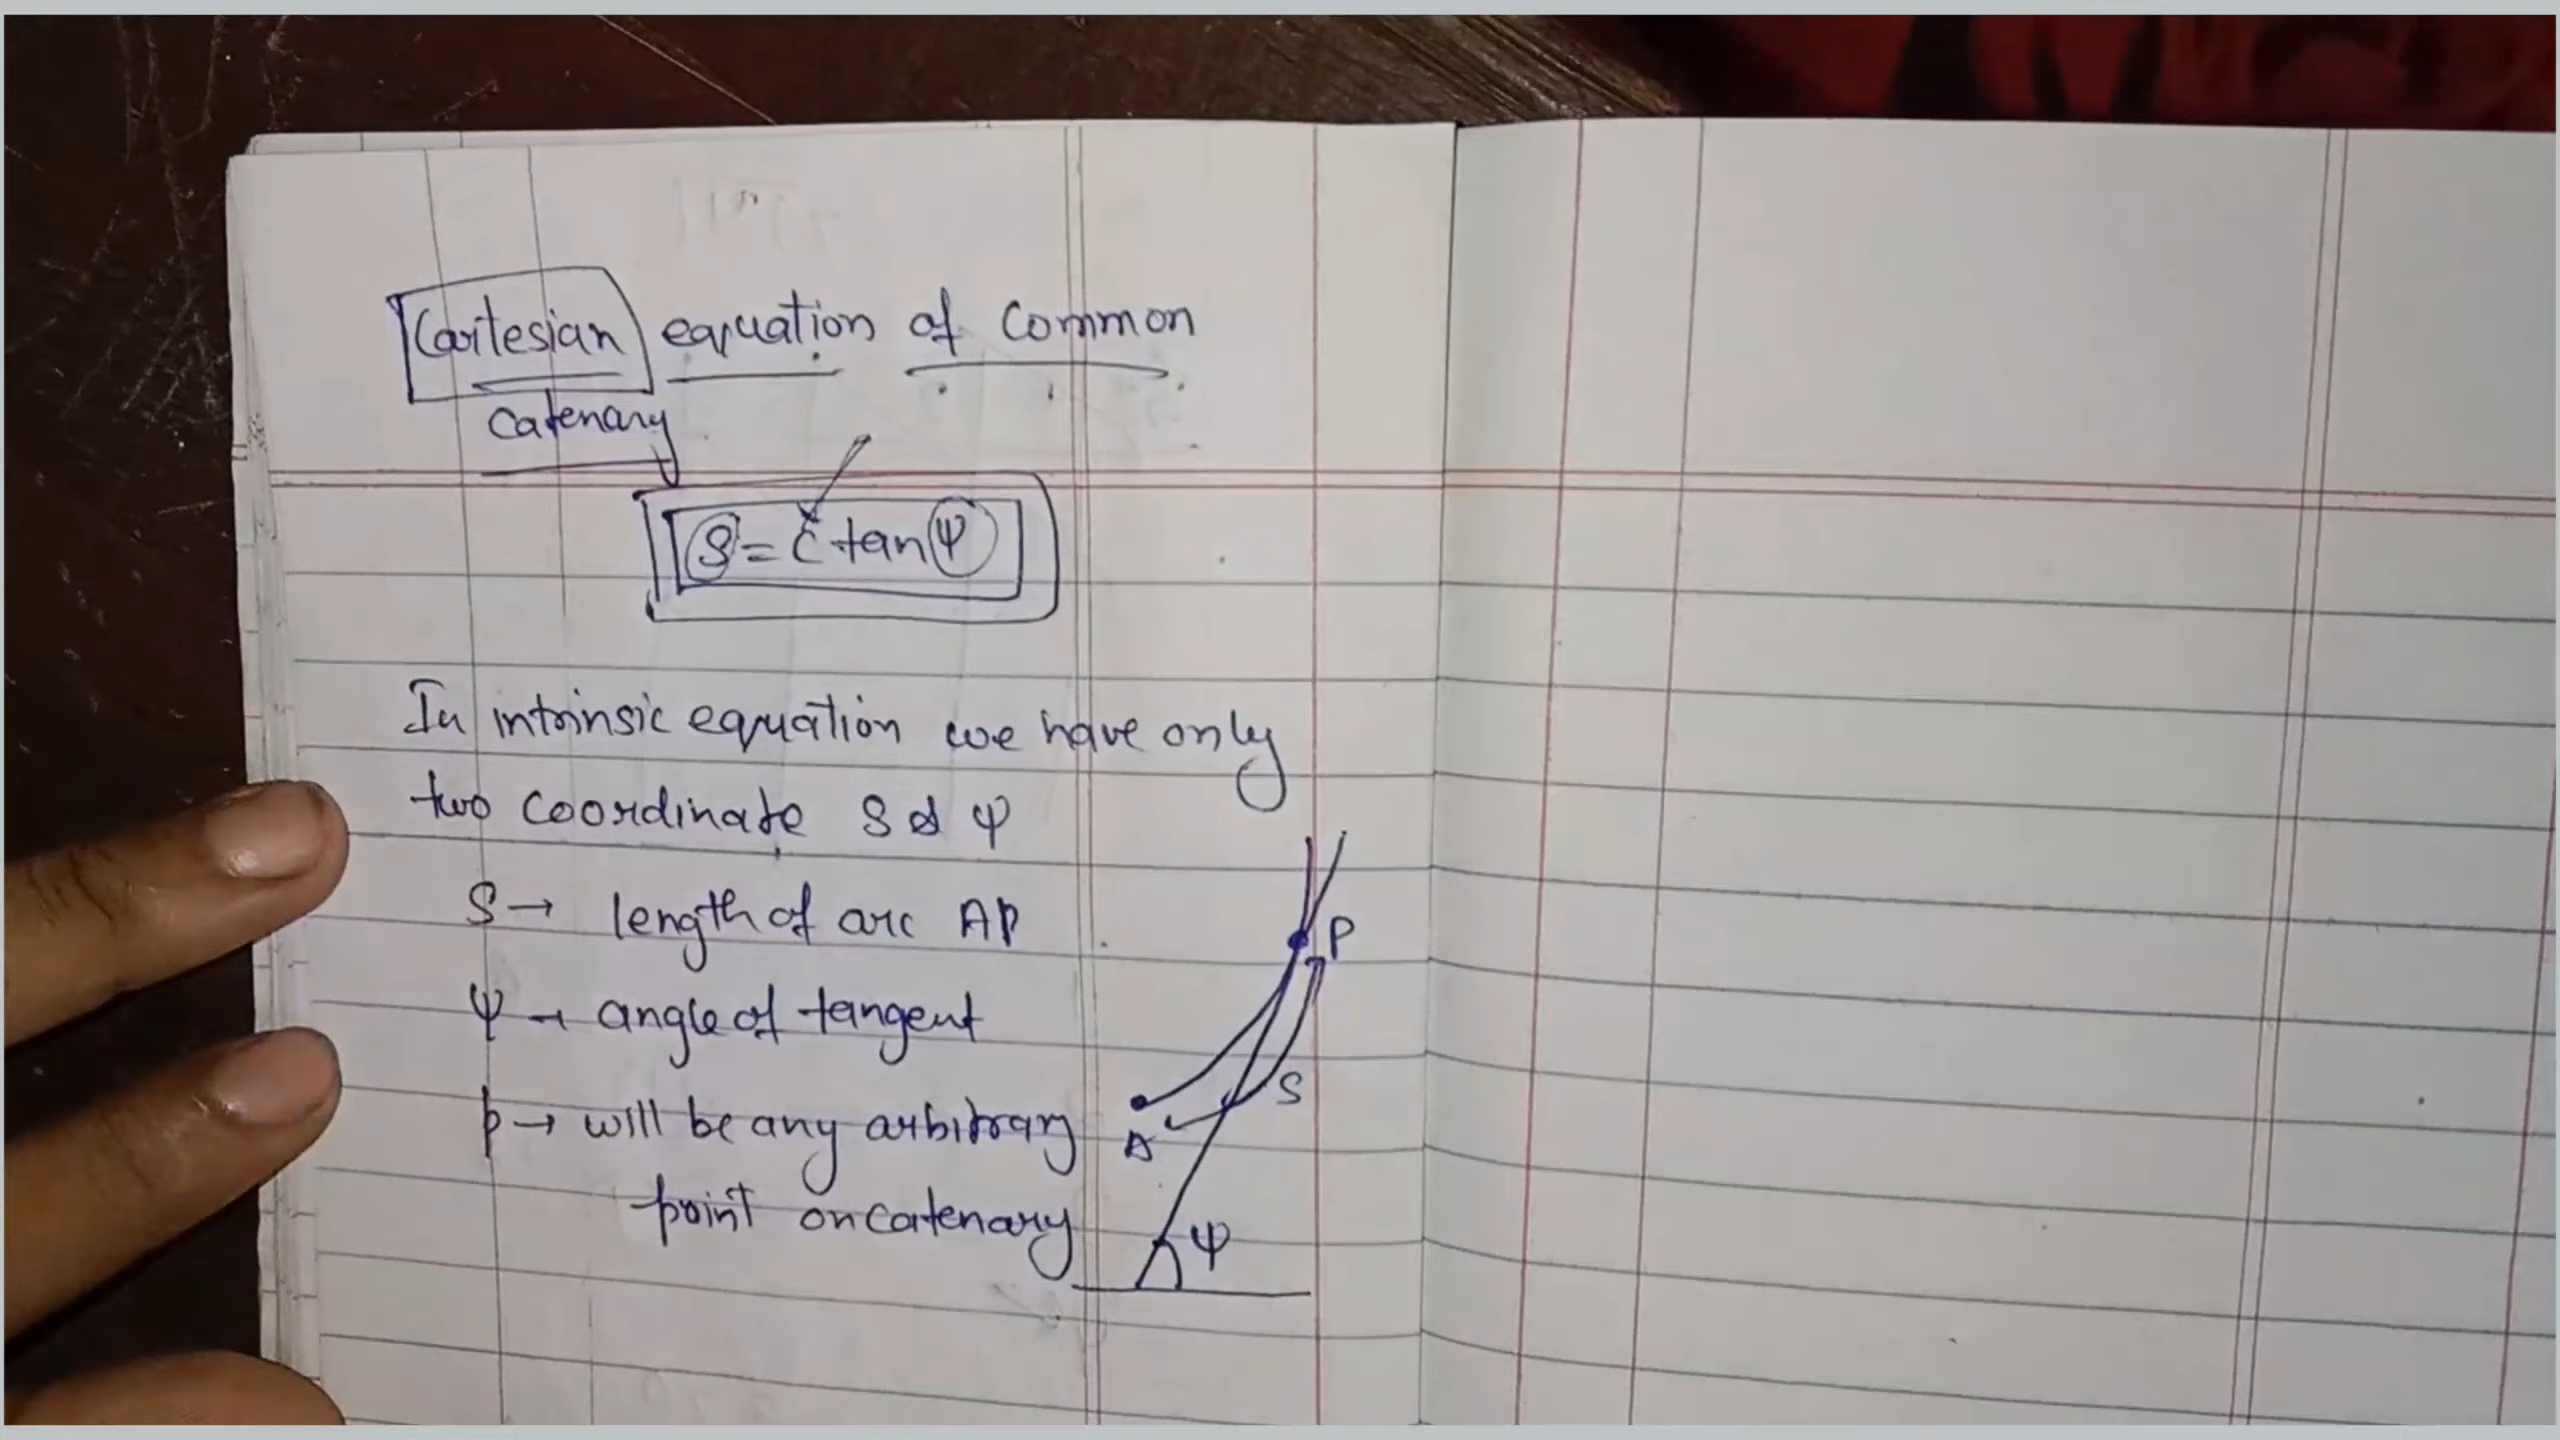 Cartesian equation of Common
Catenary
S = c tan ψ
In intrinsic equation we have only
two coordinate S & ψ
S → length of arc AP
ψ → angle of tangent
p → will be any arbitrary
point on catenary
P
S
A
ψ